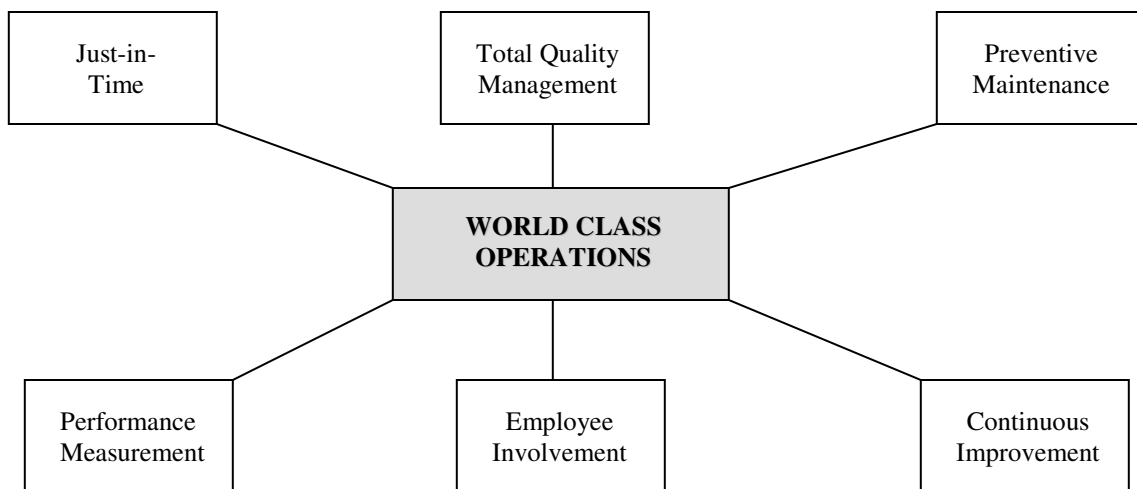 Just-in-
Time
Total Quality
Management
Preventive
Maintenance
WORLD CLASS
OPERATIONS
Performance
Measurement
Employee
Involvement
Continuous
Improvement